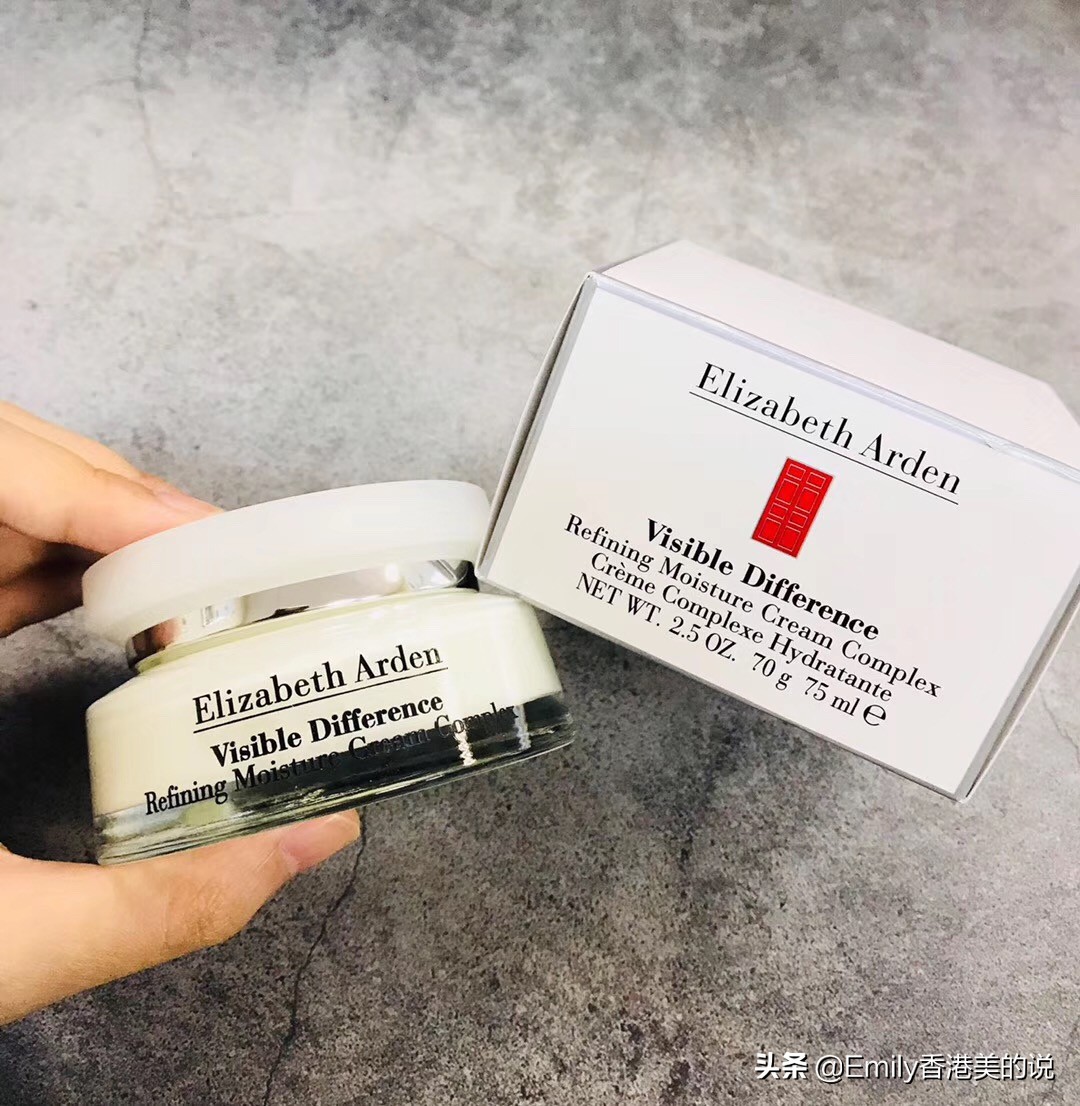 Elizabeth Arden
Visible Difference
Refining Moisture Cream Complex
Crème Complexe Hydratante
NET WT. 2.5 OZ. 70 g 75 ml ℮
Elizabeth Arden
Visible Difference
Refining Moisture Cream Complex
头条 @Emily香港美的说